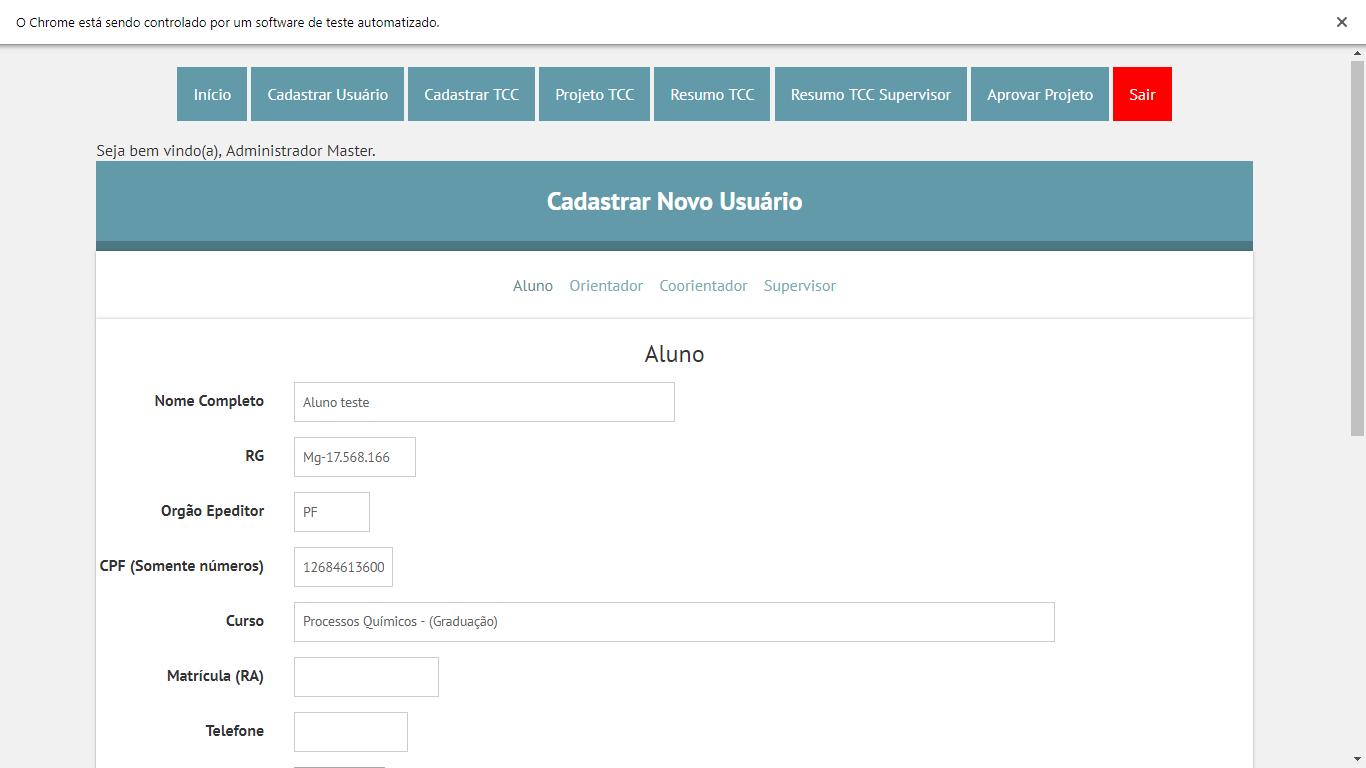 O Chrome está sendo controlado por um software de teste automatizado.
Início Cadastrar Usuário Cadastrar TCC Projeto TCC Resumo TCC Resumo TCC Supervisor Aprovar Projeto Sair
Seja bem vindo(a), Administrador Master.
Cadastrar Novo Usuário
Aluno Orientador Coorientador Supervisor
Aluno
Nome Completo Aluno teste
RG Mg-17.568.166
Orgão Epeditor PF
CPF (Somente números) 12684613600
Curso Processos Químicos - (Graduação)
Matrícula (RA)
Telefone